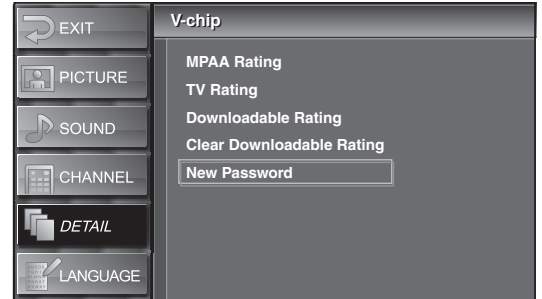 EXIT
PICTURE
SOUND
CHANNEL
DETAIL
LANGUAGE
V-chip
MPAA Rating
TV Rating
Downloadable Rating
Clear Downloadable Rating
New Password